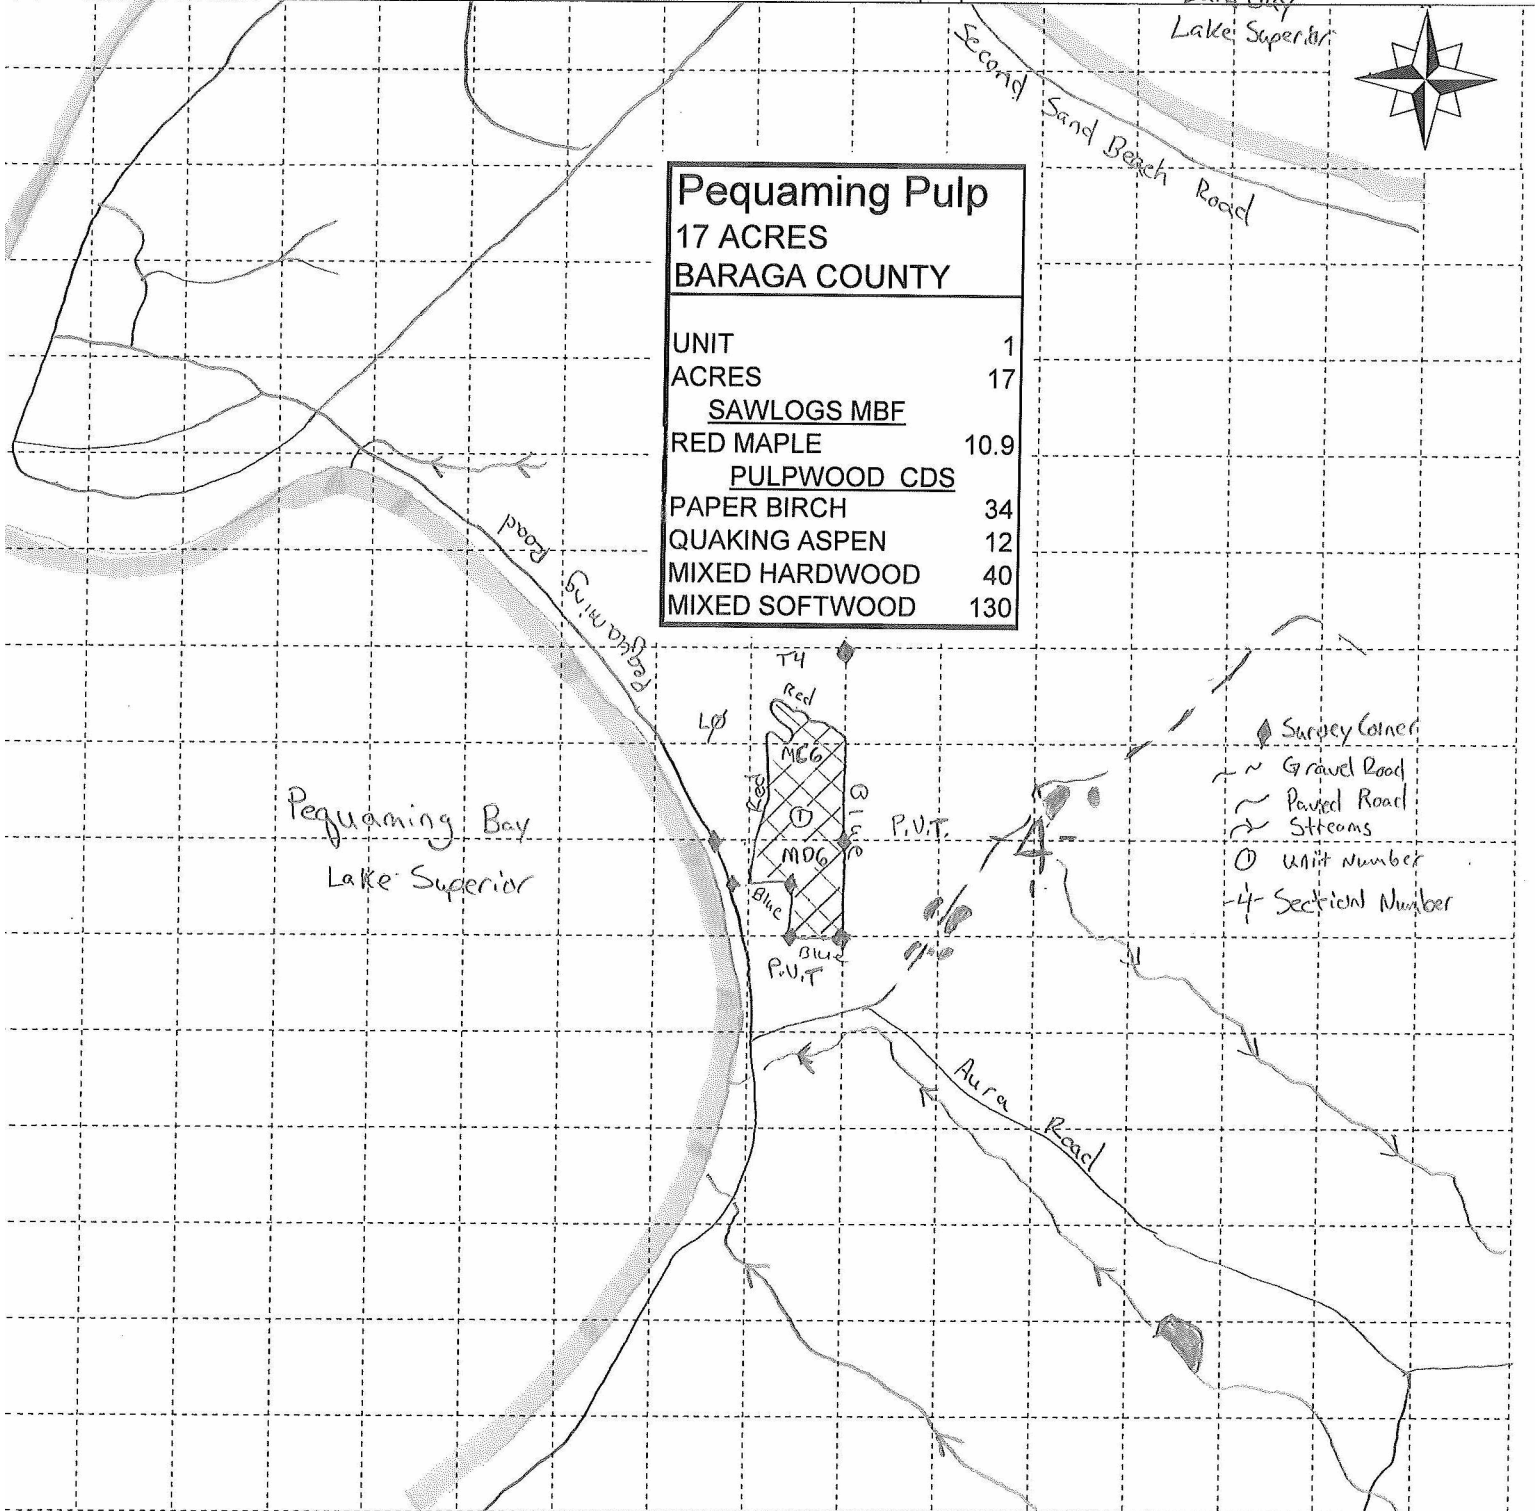 Lake Superior
Second Sand Beach Road
Pequaming Pulp
17 ACRES
BARAGA COUNTY
UNIT 1
ACRES 17
SAWLOGS MBF
RED MAPLE 10.9
PULPWOOD CDS
PAPER BIRCH 34
QUAKING ASPEN 12
MIXED HARDWOOD 40
MIXED SOFTWOOD 130
Pequaming Road
T4
Red
LØ
M66
Red
Blue
1
MD6
P.V.T.
Blue
Blue
P.V.T
4
Survey Corner
Gravel Road
Paved Road
Streams
1 Unit Number
-4- Section Number
Pequaming Bay
Lake Superior
Aura Road